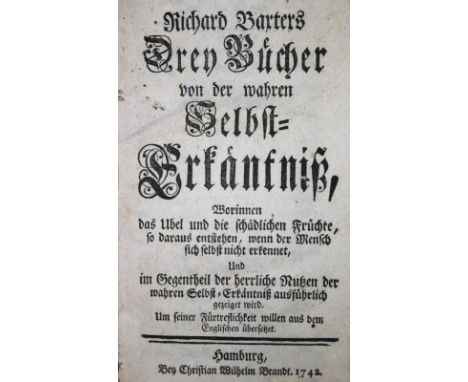 Richard Baxters
Drey Bücher
von der wahren
Selbst-
Erkäntniß,
Worinnen
das Ubel und die schädlichen Früchte,
so daraus entstehen, wenn der Mensch
sich selbst nicht erkennet,
Und
im Gegentheil der herrliche Nutzen der
wahren Selbst-Erkäntniß ausführlich
gezeiget wird.
Um seiner Fürtreflichkeit willen aus dem
Englischen übersetzet.
Hamburg,
Bey Christian Wilhelm Brandt. 1742.